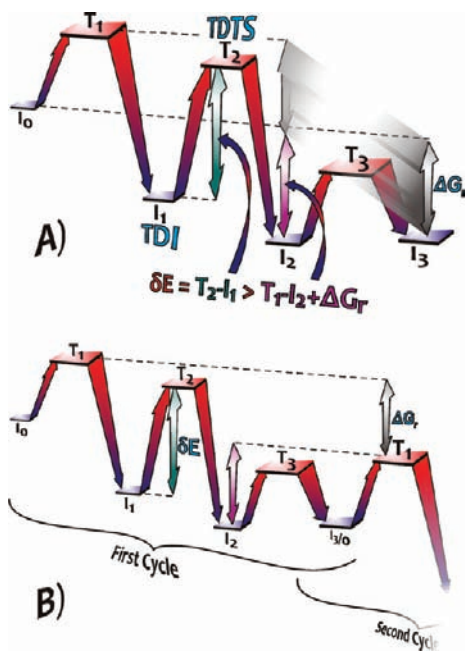 T1
TDTS
T2
I0
T3
ΔGr
I1
TDI
I2
I3
A)
δE = T2-I1 > T1-I2+ΔGr
T1
T2
ΔGr
I0
δE
T3
T1
I1
I2
I3/0
First Cycle
B)
Second Cycle